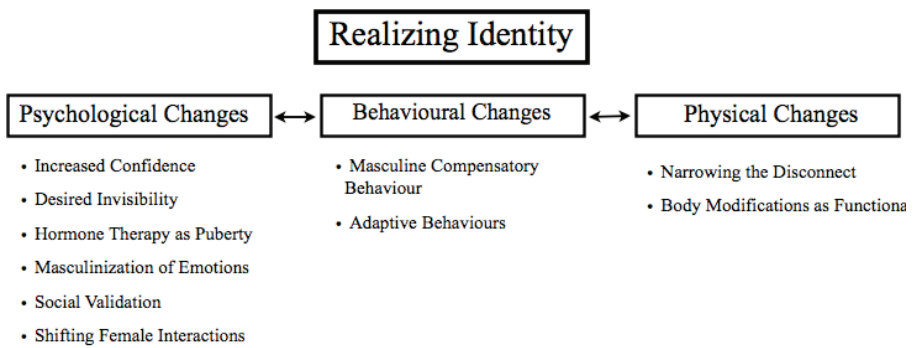 Realizing Identity
Psychological Changes
• Increased Confidence
• Desired Invisibility
• Hormone Therapy as Puberty
• Masculinization of Emotions
• Social Validation
• Shifting Female Interactions
Behavioural Changes
• Masculine Compensatory
Behaviour
• Adaptive Behaviours
Physical Changes
• Narrowing the Disconnect
• Body Modifications as Functiona